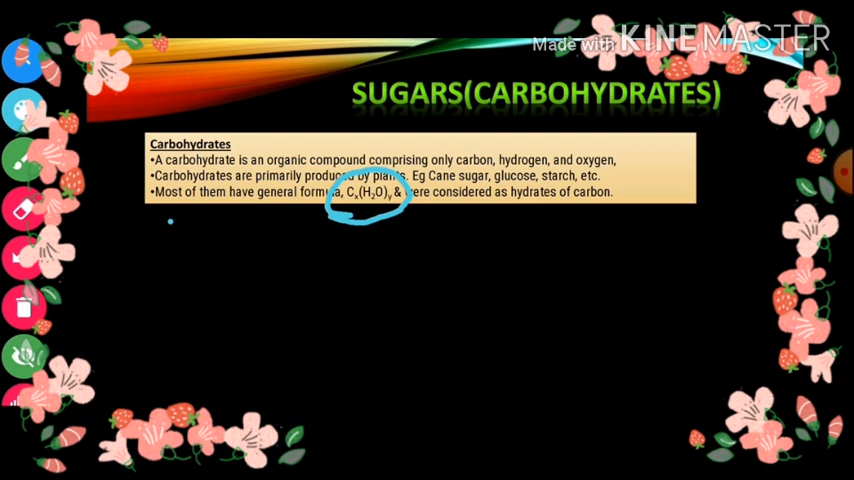 Made with KINEMASTER
SUGARS(CARBOHYDRATES)
Carbohydrates
•A carbohydrate is an organic compound comprising only carbon, hydrogen, and oxygen,
•Carbohydrates are primarily produced by plants. Eg Cane sugar, glucose, starch, etc.
•Most of them have general formula, Cₓ(H₂O)ᵧ & were considered as hydrates of carbon.